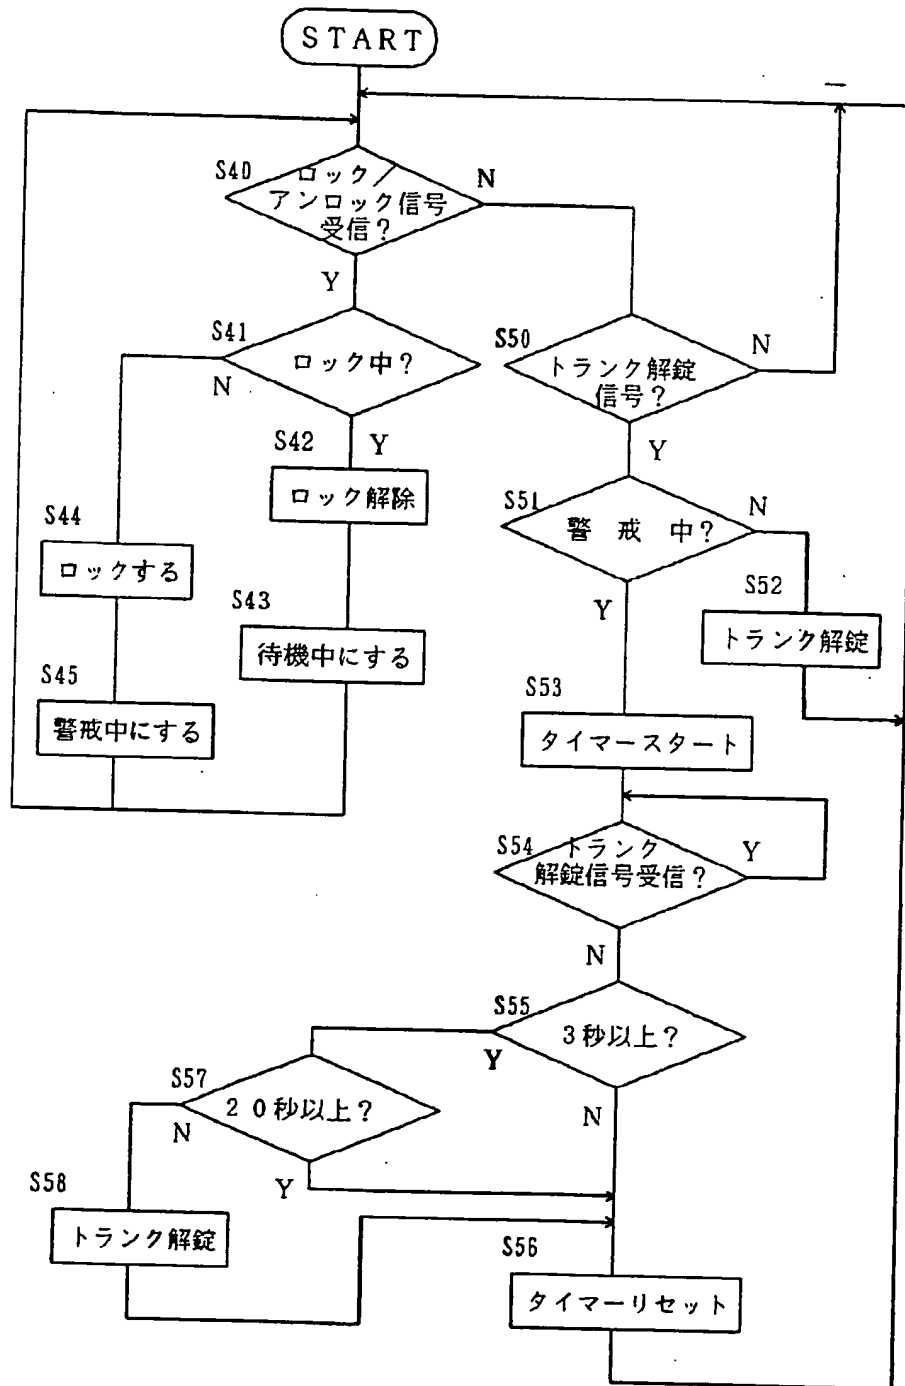 START
S40
ロック／
アンロック信号
受信？
N
Y
S41
ロック中？
N
Y
S42
ロック解除
S43
待機中にする
S44
ロックする
S45
警戒中にする
S50
トランク解錠
信号？
N
Y
S51
警戒中？
N
Y
S52
トランク解錠
S53
タイマースタート
S54
トランク
解錠信号受信？
Y
N
S55
3秒以上？
Y
N
S57
20秒以上？
N
Y
S58
トランク解錠
S56
タイマーリセット